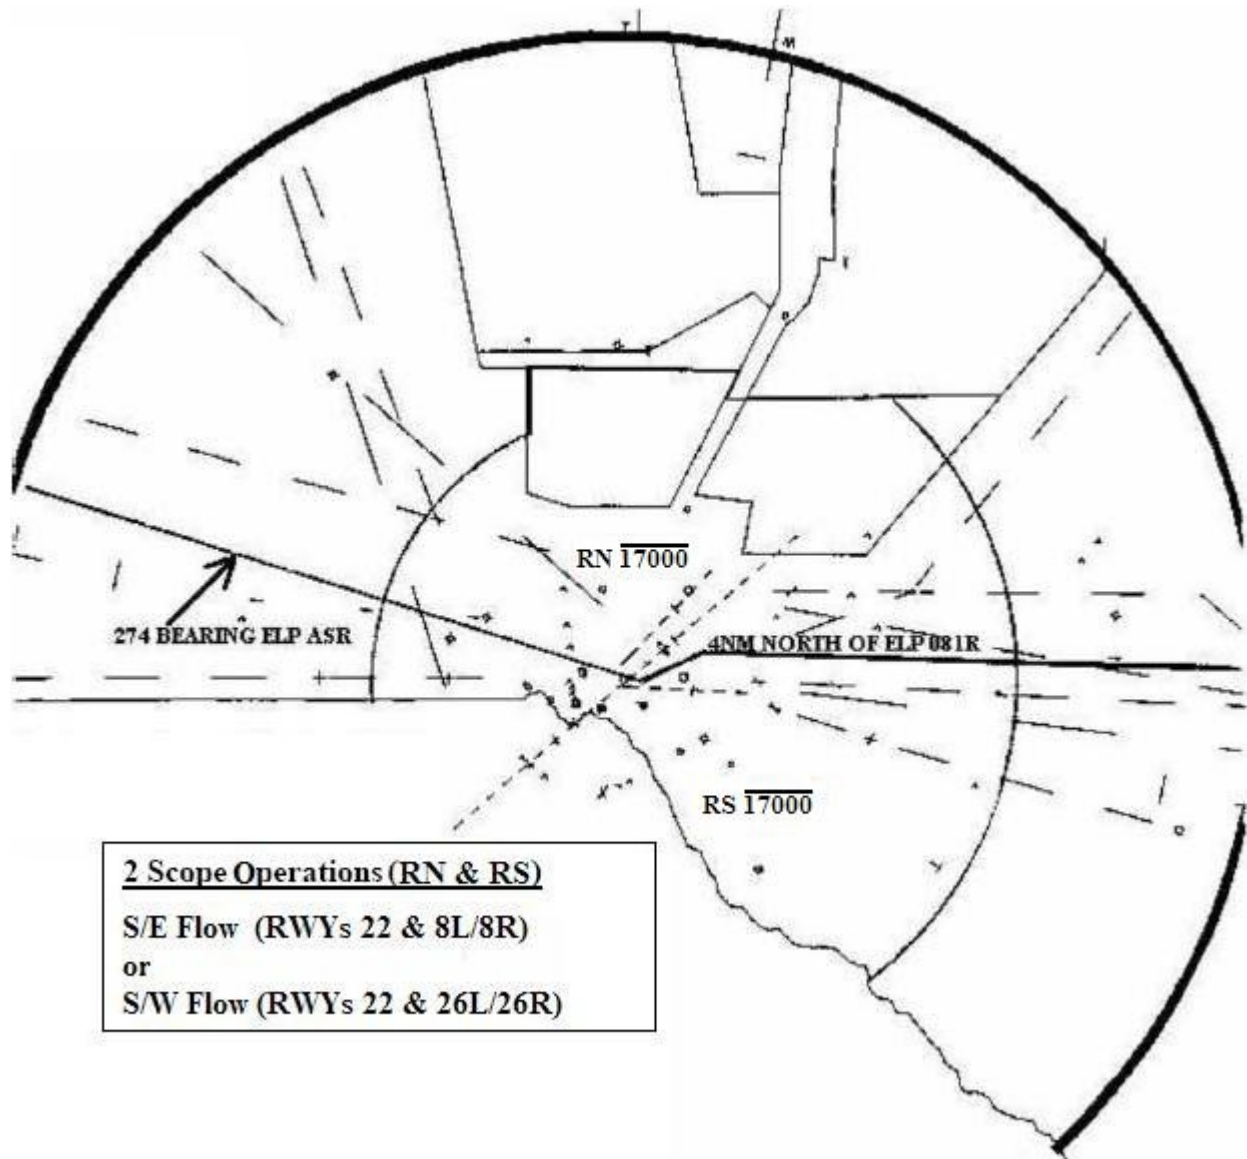 RN 17000
274 BEARING ELP ASR
4NM NORTH OF ELP 081R
RS 17000
2 Scope Operations (RN & RS)
S/E Flow (RWYs 22 & 8L/8R)
or
S/W Flow (RWYs 22 & 26L/26R)